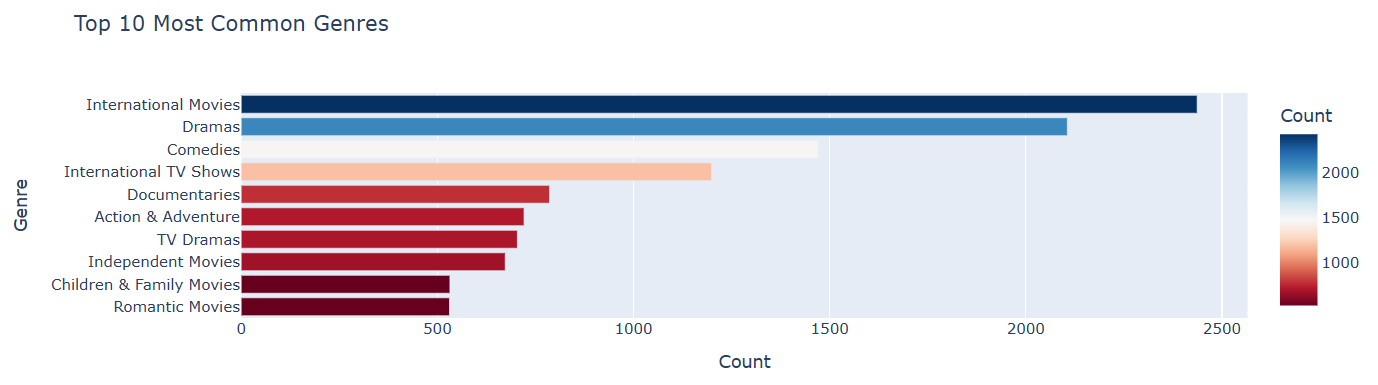 Top 10 Most Common Genres
Genre
International Movies
Dramas
Comedies
International TV Shows
Documentaries
Action & Adventure
TV Dramas
Independent Movies
Children & Family Movies
Romantic Movies
0 500 1000 1500 2000 2500
Count
Count
2000
1500
1000